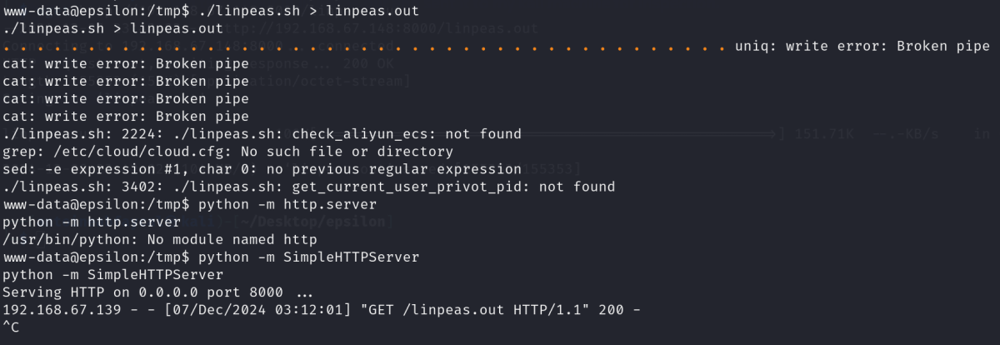 www-data@epsilon:/tmp$ ./linpeas.sh > linpeas.out
./linpeas.sh > linpeas.out
. . . . . . . . . . . . . . . . . . . . . . . . . . . . . . . . . . . . uniq: write error: Broken pipe
cat: write error: Broken pipe
cat: write error: Broken pipe
cat: write error: Broken pipe
cat: write error: Broken pipe
./linpeas.sh: 2224: ./linpeas.sh: check_aliyun_ecs: not found
grep: /etc/cloud/cloud.cfg: No such file or directory
sed: -e expression #1, char 0: no previous regular expression
./linpeas.sh: 3402: ./linpeas.sh: get_current_user_privot_pid: not found
www-data@epsilon:/tmp$ python -m http.server
python -m http.server
/usr/bin/python: No module named http
www-data@epsilon:/tmp$ python -m SimpleHTTPServer
python -m SimpleHTTPServer
Serving HTTP on 0.0.0.0 port 8000 ...
192.168.67.139 - - [07/Dec/2024 03:12:01] "GET /linpeas.out HTTP/1.1" 200 -
^C